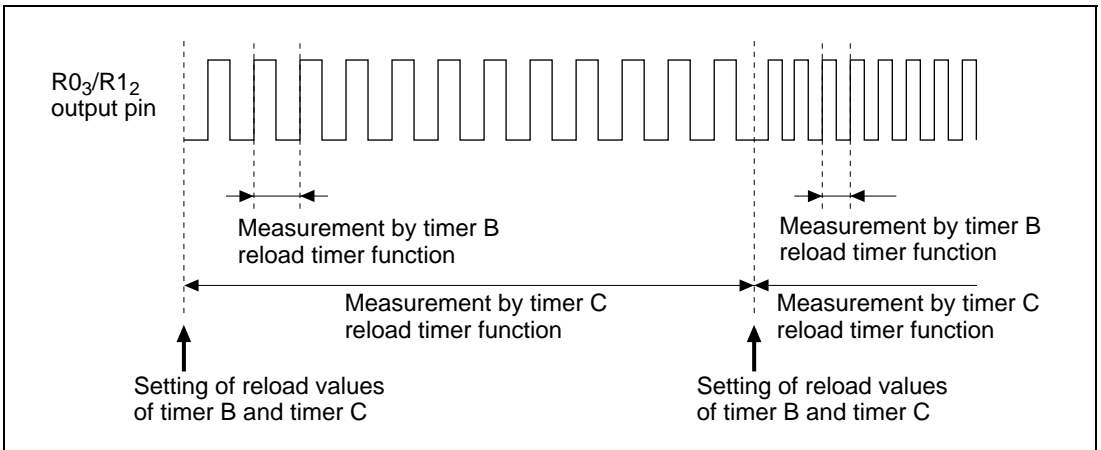 R0₃/R1₂
output pin
Measurement by timer B
reload timer function
Measurement by timer B
reload timer function
Measurement by timer C
reload timer function
Measurement by timer C
reload timer function
Setting of reload values
of timer B and timer C
Setting of reload values
of timer B and timer C